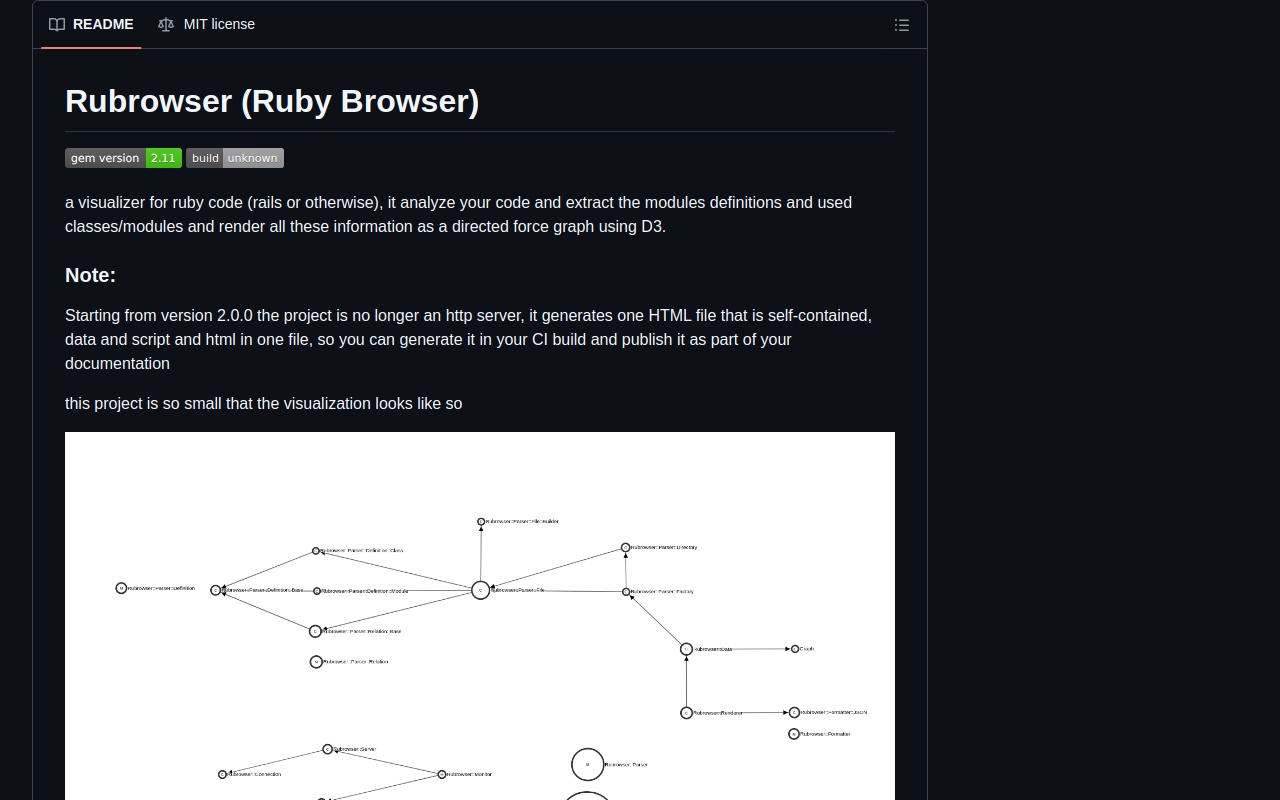 README
MIT license
Rubrowser (Ruby Browser)
gem version 2.11 build unknown
a visualizer for ruby code (rails or otherwise), it analyze your code and extract the modules definitions and used
classes/modules and render all these information as a directed force graph using D3.
Note:
Starting from version 2.0.0 the project is no longer an http server, it generates one HTML file that is self-contained,
data and script and html in one file, so you can generate it in your CI build and publish it as part of your
documentation
this project is so small that the visualization looks like so
Rubrowser::Parser::File::Builder
Rubrowser::Parser::Directory
Rubrowser::Parser::Definition::Class
Rubrowser::Parser::Definition
Rubrowser::Parser::Definition::Base
Rubrowser::Parser::Definition::Module
Rubrowser::Parser::File
Rubrowser::Parser::Factory
Rubrowser::Parser::Relation::Base
Rubrowser::Parser::Relation
Rubrowser::Data
Graph
Rubrowser::Renderer
Rubrowser::Formatter::JSON
Rubrowser::Formatter
Rubrowser::Server
Rubrowser::Parser
Rubrowser::Connection
Rubrowser::Monitor